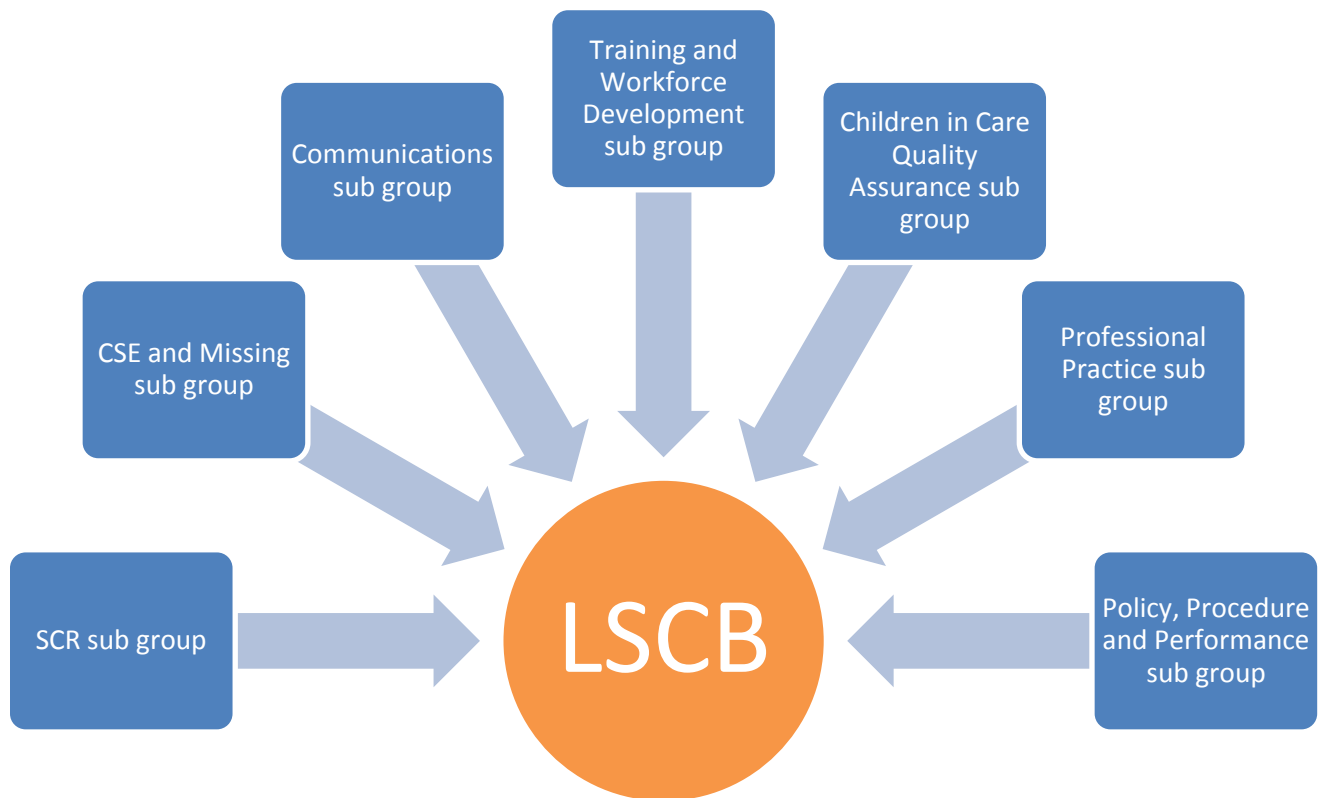 Training and
Workforce
Development
sub group
Communications
sub group
Children in Care
Quality
Assurance sub
group
CSE and Missing
sub group
Professional
Practice sub
group
SCR sub group
LSCB
Policy, Procedure
and Performance
sub group